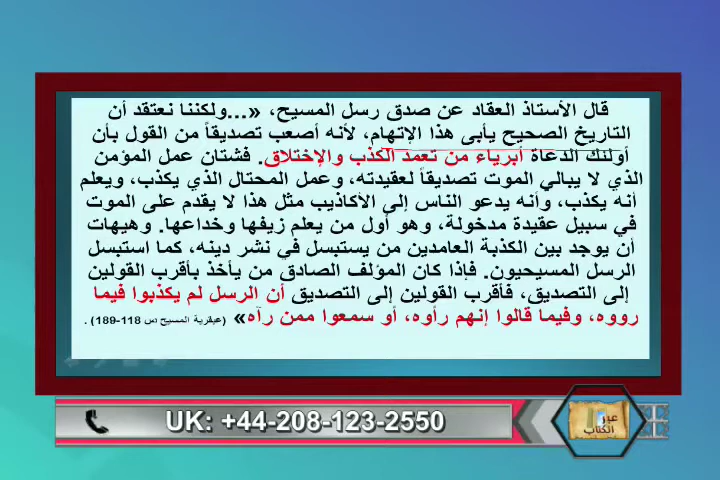 قال الأستاذ العقاد عن صدق رسل المسيح، «...ولكننا نعتقد أن
التاريخ الصحيح يأبى هذا الإتهام، لأنه أصعب تصديقاً من القول بأن
أولئك الدعاة أبرياء من تعمد الكذب والإختلاق. فشتان عمل المؤمن
الذي لا يبالي الموت تصديقاً لعقيدته، وعمل المحتال الذي يكذب، ويعلم
أنه يكذب، وأنه يدعو الناس إلى الأكاذيب مثل هذا لا يقدم على الموت
في سبيل عقيدة مدخولة، وهو أول من يعلم زيفها وخداعها. وهيهات
أن يوجد بين الكذبة العامدين من يستبسل في نشر دينه، كما استبسل
الرسل المسيحيون. فإذا كان المؤلف الصادق من يأخذ بأقرب القولين
إلى التصديق، فأقرب القولين إلى التصديق أن الرسل لم يكذبوا فيما
رووه، وفيما قالوا إنهم رأوه، أو سمعوا ممن رآه» (عبقرية المسيح ص 118-189) .
UK: +44-208-123-2550
عبر
الكتاب